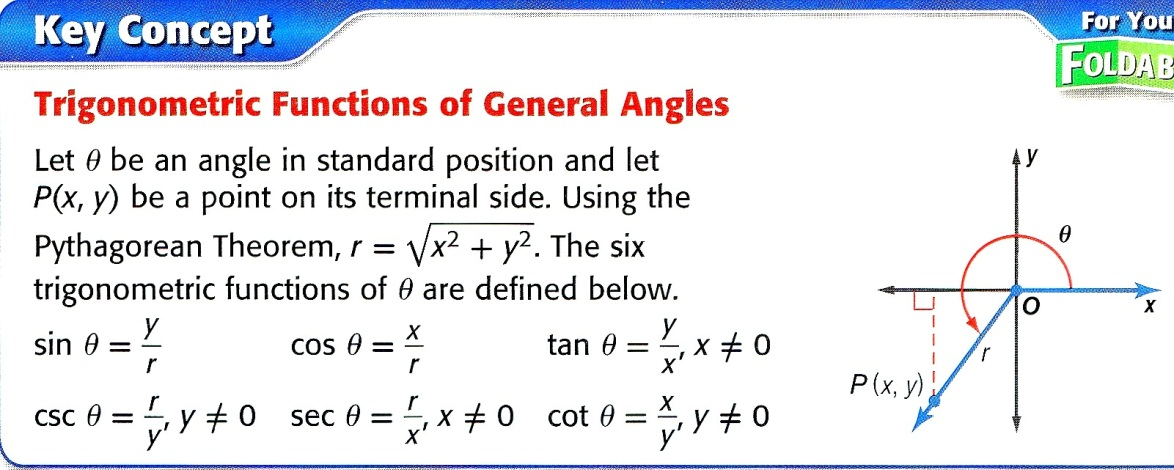 Key Concept
For You
FOLDAB
Trigonometric Functions of General Angles
Let θ be an angle in standard position and let
P(x, y) be a point on its terminal side. Using the
Pythagorean Theorem, r = √(x² + y²). The six
trigonometric functions of θ are defined below.
sin θ = y/r cos θ = x/r tan θ = y/x, x ≠ 0
csc θ = r/y, y ≠ 0 sec θ = r/x, x ≠ 0 cot θ = x/y, y ≠ 0
y
θ
O
x
r
P(x, y)